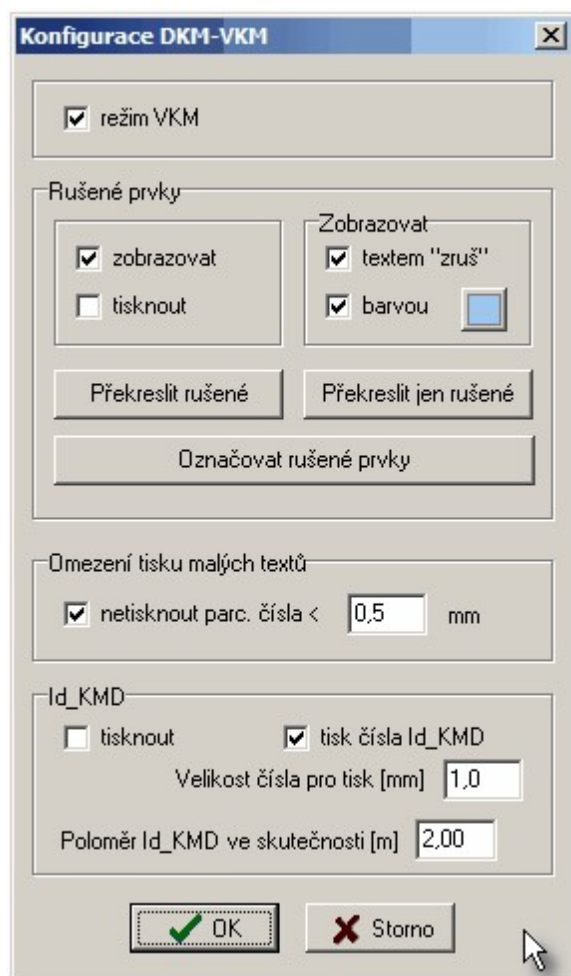 Konfigurace DKM-VKM
režim VKM
Rušené prvky
zobrazovat
tisknout
Zobrazovat
textem "zruš"
barvou
Překreslit rušené
Překreslit jen rušené
Označovat rušené prvky
Omezení tisku malých textů
netisknout parc. čísla < 0,5 mm
Id_KMD
tisknout
tisk čísla Id_KMD
Velikost čísla pro tisk [mm] 1,0
Poloměr Id_KMD ve skutečnosti [m] 2,00
OK
Storno